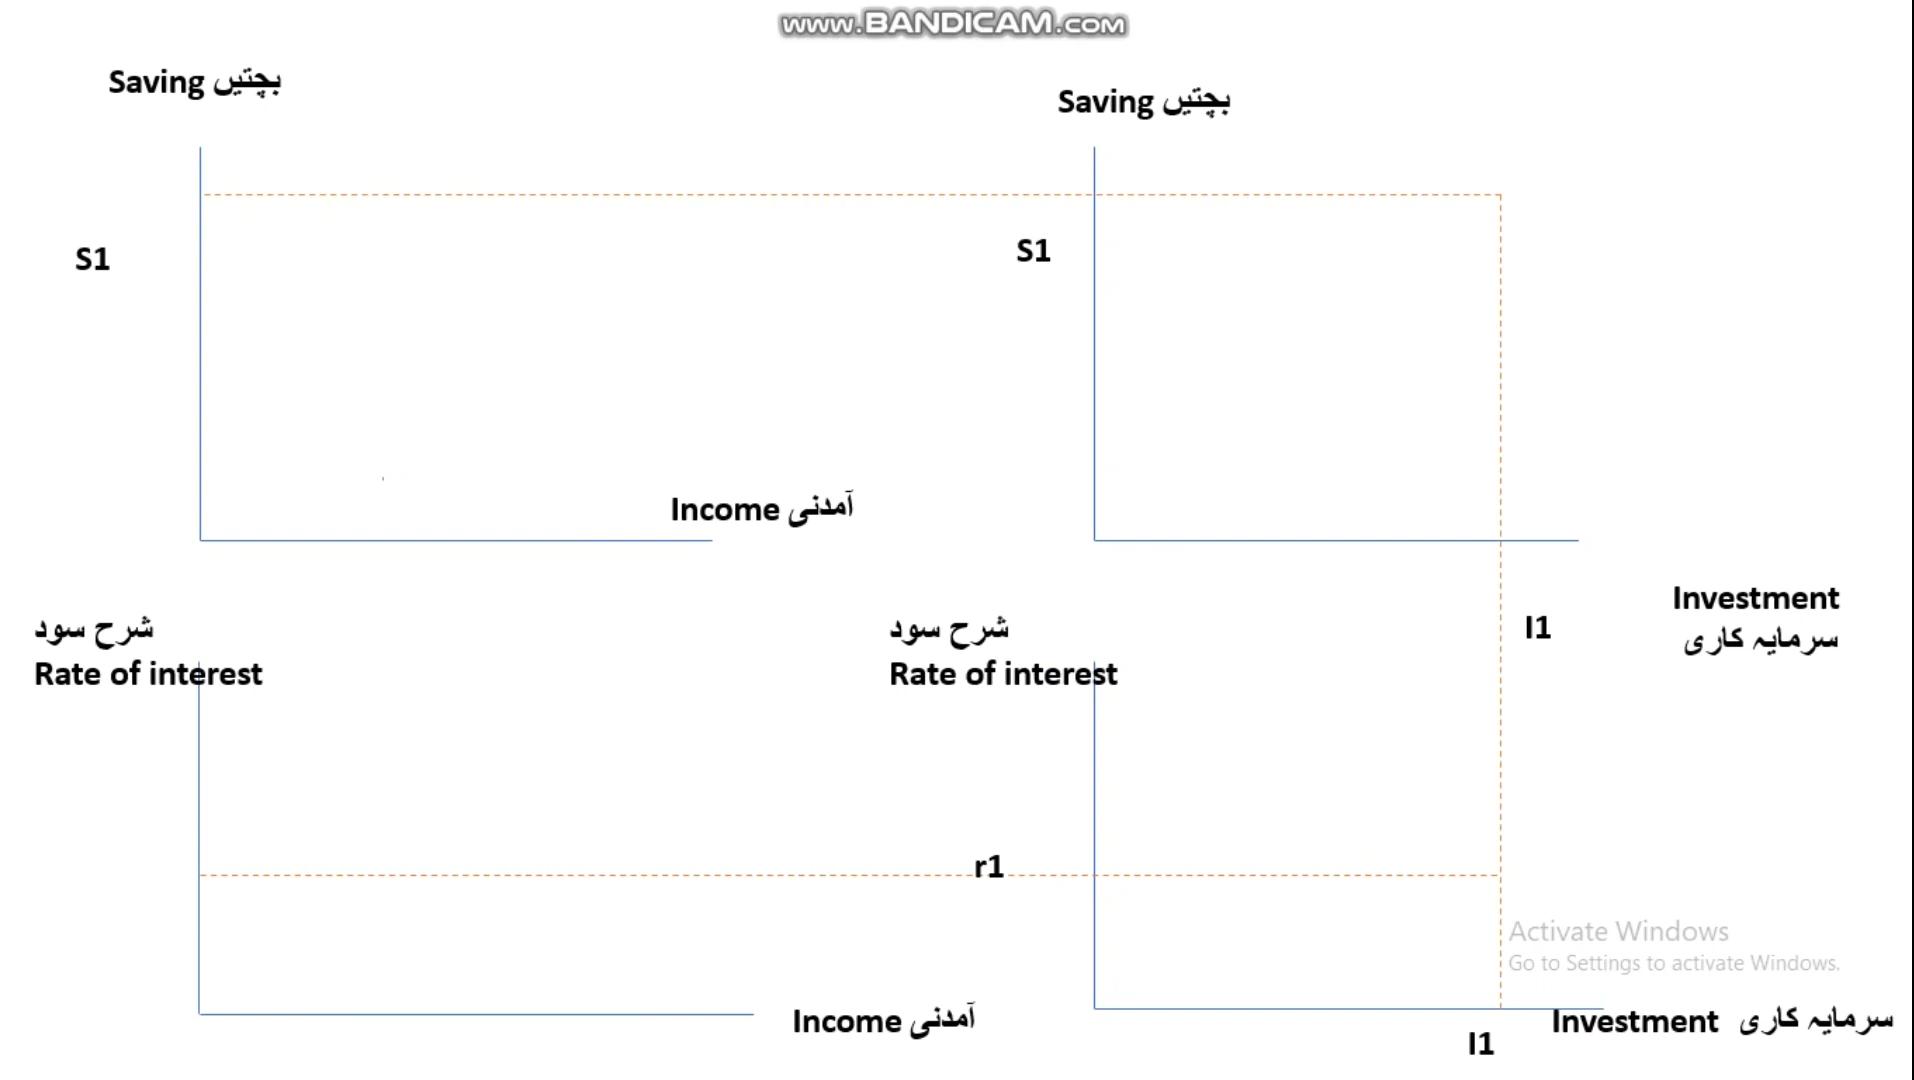 www.BANDICAM.com
Saving بچتیں
Saving بچتیں
S1
S1
Income آمدنی
Investment
سرمایہ کاری
I1
شرح سود
Rate of interest
شرح سود
Rate of interest
r1
Activate Windows
Go to Settings to activate Windows.
Income آمدنی
Investment سرمایہ کاری
I1